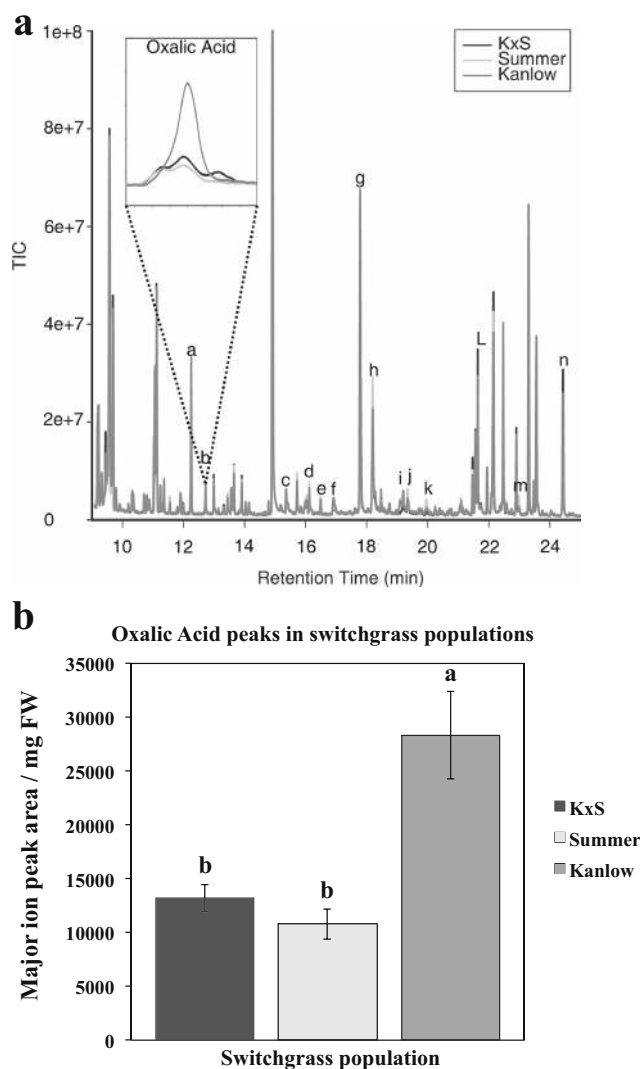 a
1e+8
8e+7
6e+7
4e+7
2e+7
0
TIC
Oxalic Acid
KxS
Summer
Kanlow
a
b
c
d
e
f
g
h
i
j
k
L
m
n
10 12 14 16 18 20 22 24
Retention Time (min)
b
Oxalic Acid peaks in switchgrass populations
35000
30000
25000
20000
15000
10000
5000
0
Major ion peak area / mg FW
b
b
a
KxS
Summer
Kanlow
Switchgrass population